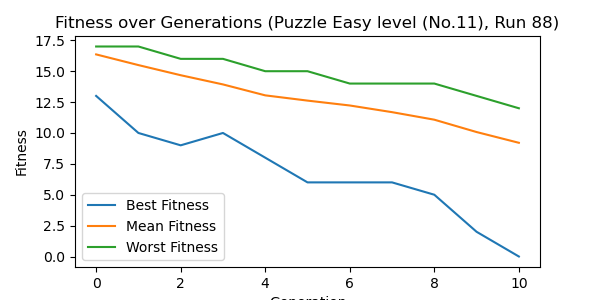 Fitness over Generations (Puzzle Easy level (No.11), Run 88)
17.5
15.0
12.5
10.0
7.5
5.0
2.5
0.0
Fitness
Best Fitness
Mean Fitness
Worst Fitness
0 2 4 6 8 10
Generation